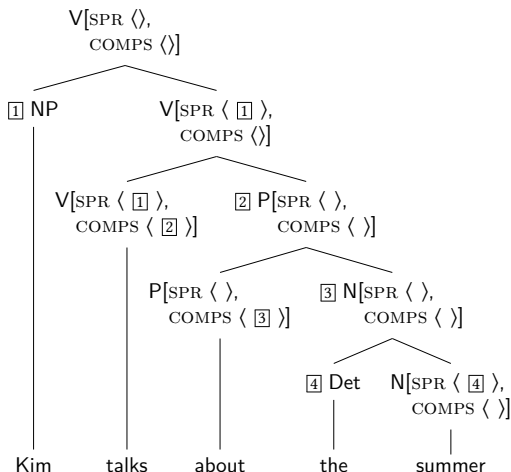 V[SPR ⟨⟩,
COMPS ⟨⟩]
1 NP V[SPR ⟨ 1 ⟩,
COMPS ⟨⟩]
V[SPR ⟨ 1 ⟩, 2 P[SPR ⟨ ⟩,
COMPS ⟨ 2 ⟩] COMPS ⟨ ⟩]
P[SPR ⟨ ⟩, 3 N[SPR ⟨ ⟩,
COMPS ⟨ 3 ⟩] COMPS ⟨ ⟩]
4 Det N[SPR ⟨ 4 ⟩,
COMPS ⟨ ⟩]
Kim talks about the summer